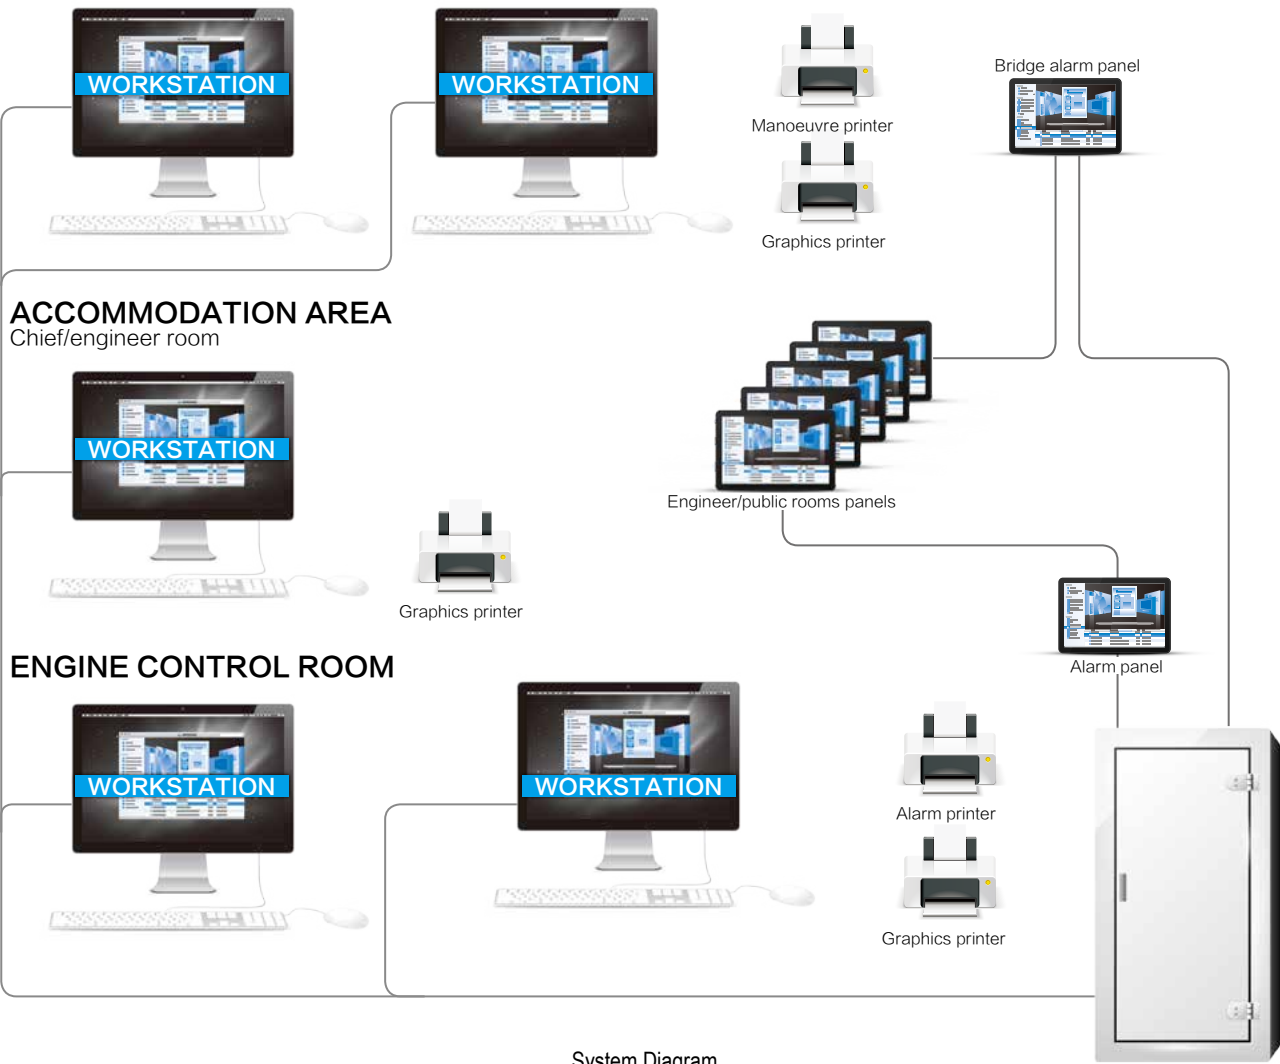 WORKSTATION
WORKSTATION
Manoeuvre printer
Bridge alarm panel
Graphics printer
ACCOMMODATION AREA
Chief/engineer room
WORKSTATION
Engineer/public rooms panels
Graphics printer
ENGINE CONTROL ROOM
Alarm panel
WORKSTATION
WORKSTATION
Alarm printer
Graphics printer
System Diagram